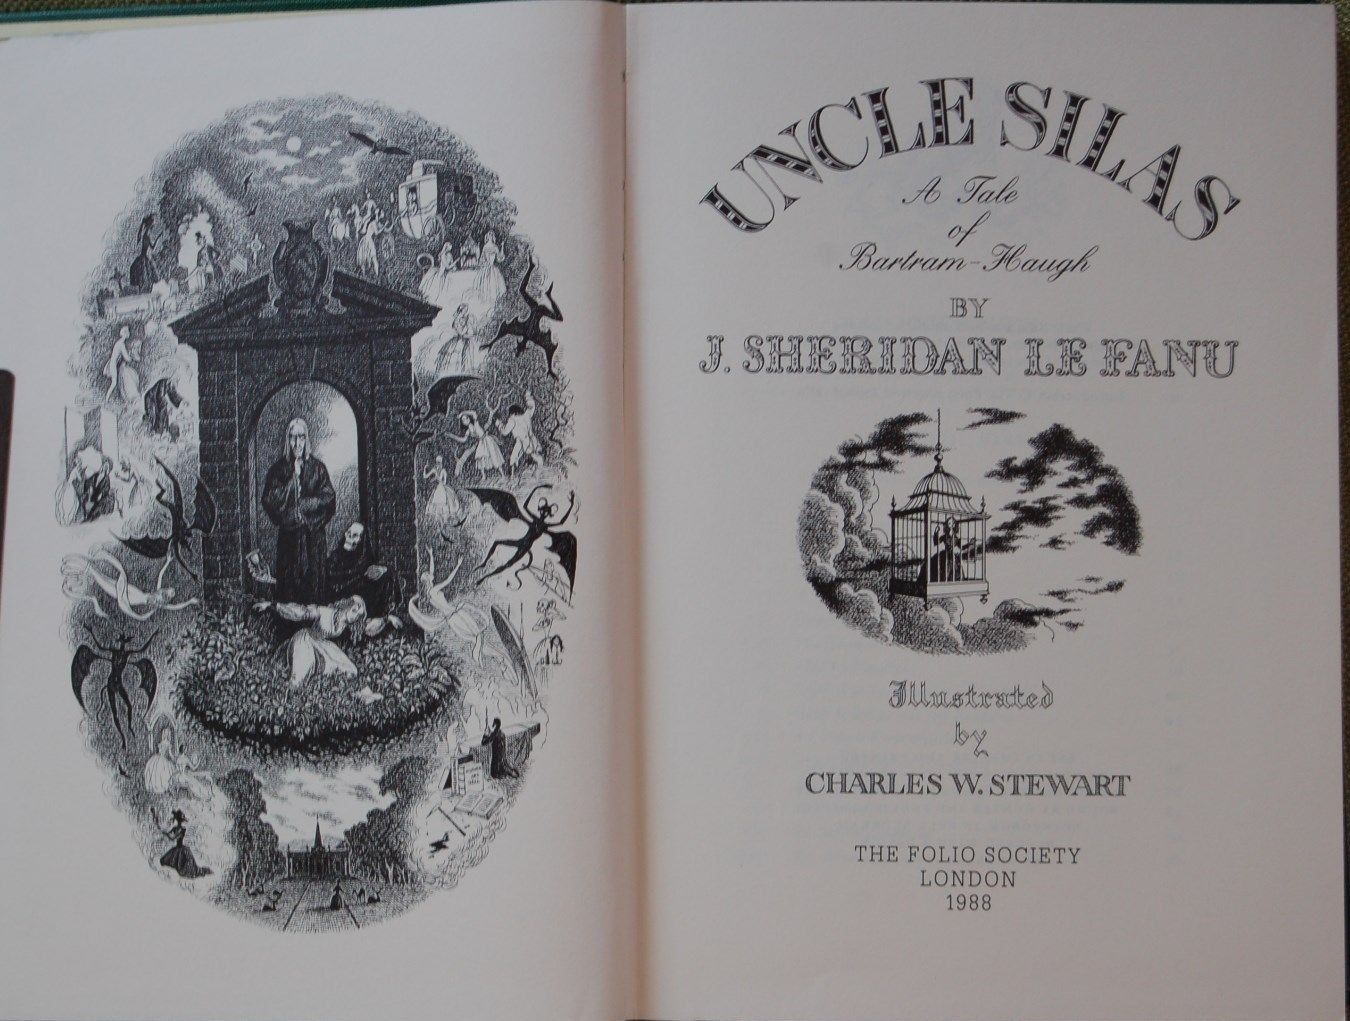 UNCLE SILAS
A Tale
of
Bartram-Haugh
BY
J. SHERIDAN LE FANU
Illustrated
by
CHARLES W. STEWART
THE FOLIO SOCIETY
LONDON
1988